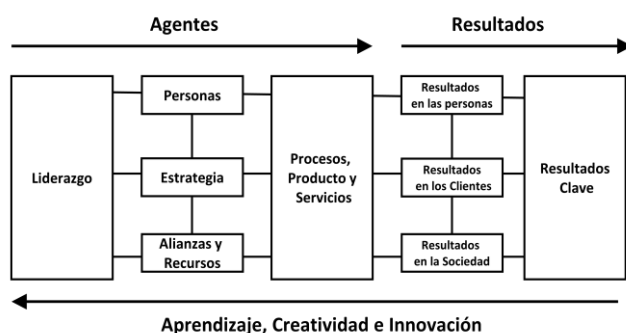 Agentes
Resultados
Liderazgo
Personas
Estrategia
Alianzas y
Recursos
Procesos,
Producto y
Servicios
Resultados
en las personas
Resultados
en los Clientes
Resultados
en la Sociedad
Resultados
Clave
Aprendizaje, Creatividad e Innovación